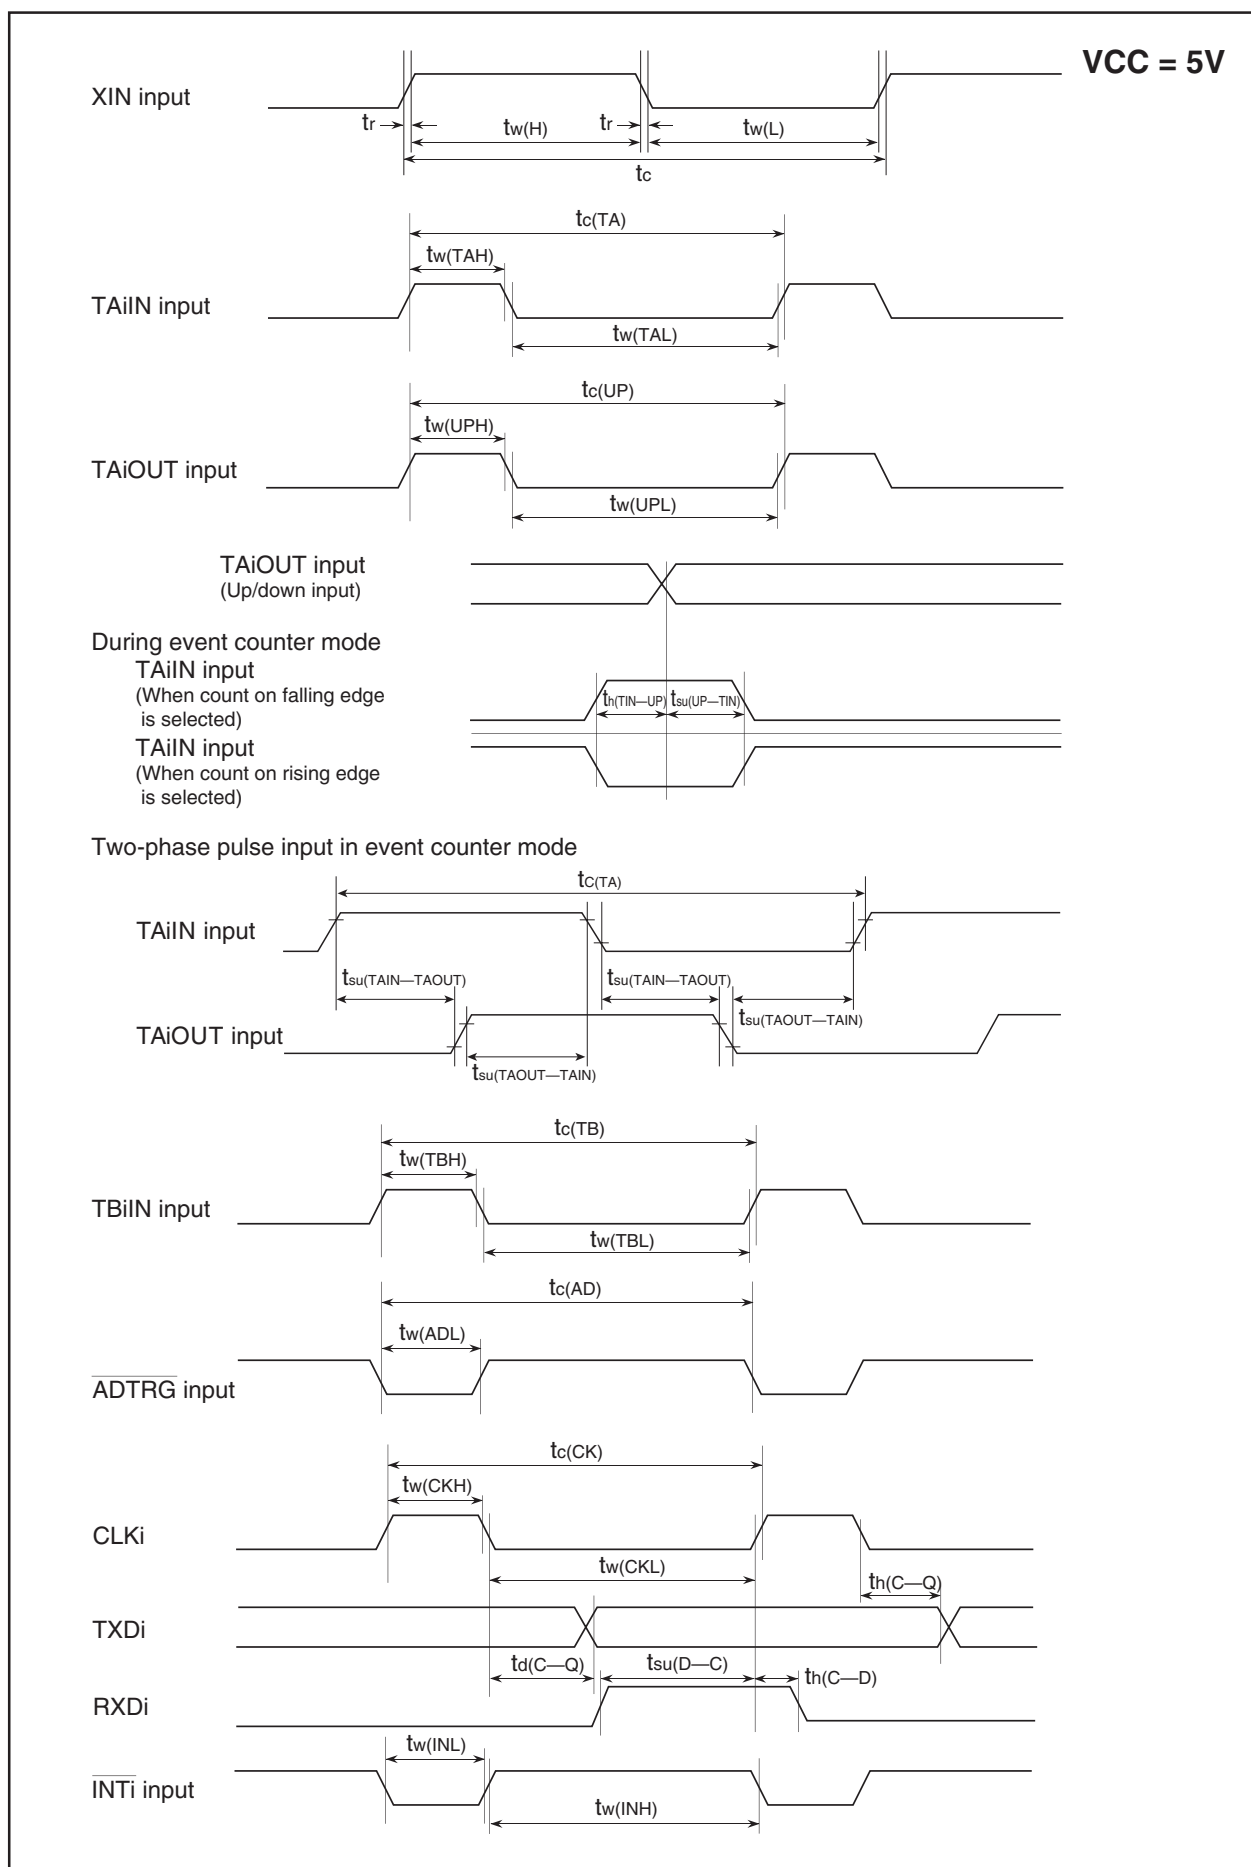 VCC = 5V
XIN input
tr
tw(H)
tr
tw(L)
tc
tc(TA)
tw(TAH)
TAiIN input
tw(TAL)
tc(UP)
tw(UPH)
TAiOUT input
tw(UPL)
TAiOUT input
(Up/down input)
During event counter mode
TAiIN input
(When count on falling edge
is selected)
th(TIN—UP)
tsu(UP—TIN)
TAiIN input
(When count on rising edge
is selected)
Two-phase pulse input in event counter mode
tC(TA)
TAiIN input
tsu(TAIN—TAOUT)
tsu(TAIN—TAOUT)
tsu(TAOUT—TAIN)
TAiOUT input
tsu(TAOUT—TAIN)
tc(TB)
tw(TBH)
TBiIN input
tw(TBL)
tc(AD)
tw(ADL)
ADTRG input
tc(CK)
tw(CKH)
CLKi
tw(CKL)
th(C—Q)
TXDi
td(C—Q)
tsu(D—C)
th(C—D)
RXDi
tw(INL)
INTi input
tw(INH)